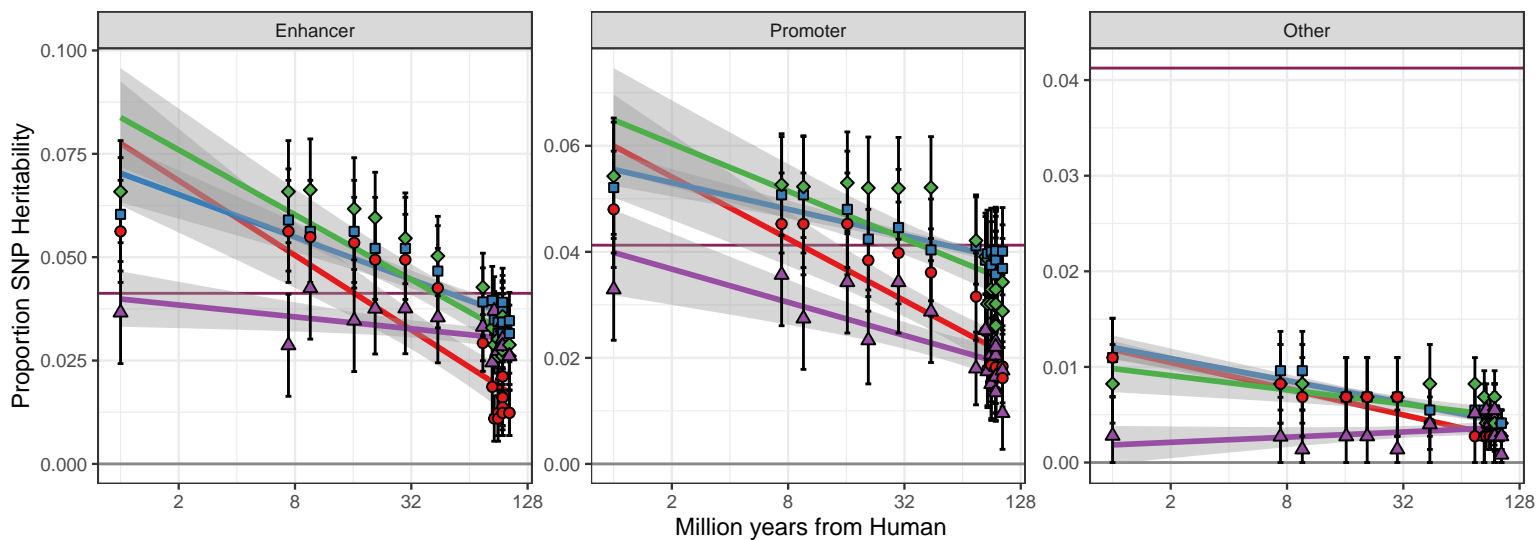 Enhancer
Promoter
Other
Proportion SNP Heritability
0.100
0.075
0.050
0.025
0.000
0.06
0.04
0.02
0.00
0.04
0.03
0.02
0.01
0.00
2 8 32 128
2 8 32 128
2 8 32 128
Million years from Human